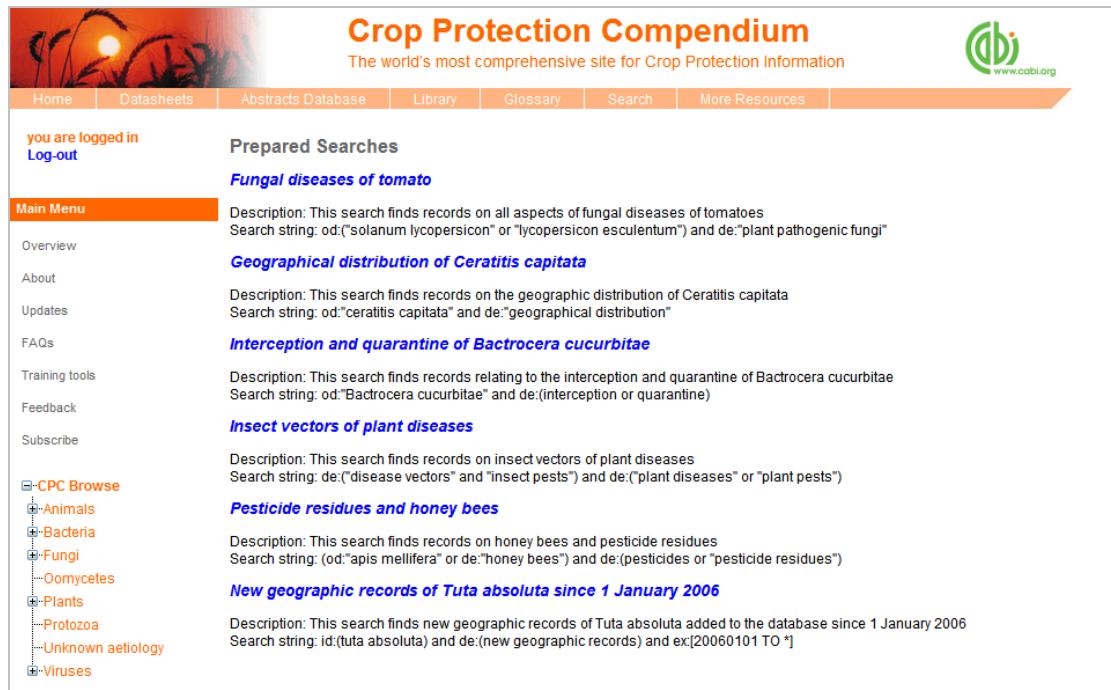 Crop Protection Compendium
The world's most comprehensive site for Crop Protection Information
cabi
www.cabi.org
Home Datasheets Abstracts Database Library Glossary Search More Resources
you are logged in
Log-out
Main Menu
Overview
About
Updates
FAQs
Training tools
Feedback
Subscribe
CPC Browse
Animals
Bacteria
Fungi
Oomycetes
Plants
Protozoa
Unknown aetiology
Viruses
Prepared Searches
Fungal diseases of tomato
Description: This search finds records on all aspects of fungal diseases of tomatoes
Search string: od:("solanum lycopersicon" or "lycopersicon esculentum") and de:"plant pathogenic fungi"
Geographical distribution of Ceratitis capitata
Description: This search finds records on the geographic distribution of Ceratitis capitata
Search string: od:"ceratitis capitata" and de:"geographical distribution"
Interception and quarantine of Bactrocera cucurbitae
Description: This search finds records relating to the interception and quarantine of Bactrocera cucurbitae
Search string: od:"Bactrocera cucurbitae" and de:(interception or quarantine)
Insect vectors of plant diseases
Description: This search finds records on insect vectors of plant diseases
Search string: de:("disease vectors" and "insect pests") and de:("plant diseases" or "plant pests")
Pesticide residues and honey bees
Description: This search finds records on honey bees and pesticide residues
Search string: (od:"apis mellifera" or de:"honey bees") and de:(pesticides or "pesticide residues")
New geographic records of Tuta absoluta since 1 January 2006
Description: This search finds new geographic records of Tuta absoluta added to the database since 1 January 2006
Search string: id:(tuta absoluta) and de:(new geographic records) and ex:[20060101 TO *]